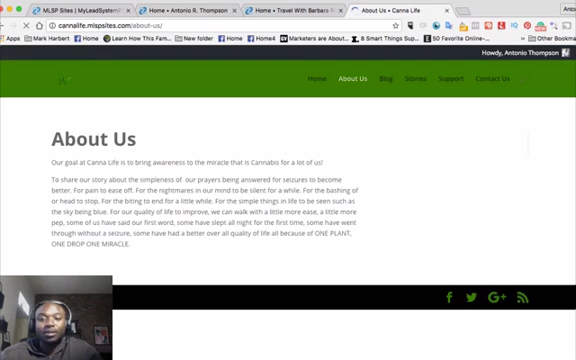 MLSP Sites | MyLeadSystemP
Home • Antonio R. Thompson
Home • Travel With Barbara R
About Us • Canna Life
cannalife.mlspsites.com/about-us/
Apps
Mark Harbert
Home
Learn How This Fam
New folder
Home
Home4
Marketers are About to
8 Smart Things Sup
50 Favorite Online-
Other Bookma
Howdy, Antonio Thompson
Home About Us Blog Stories Support Contact Us
About Us
Our goal at Canna Life is to bring awareness to the miracle that is Cannabis for a lot of us!
To share our story about the simpleness of our prayers being answered for seizures to become
better. For pain to ease off. For the nightmares in our mind to be silent for a while. For the bashing of
or head to stop. For the biting to end for a little while. For the simple things in life to be seen such as
the sky being blue. For our quality of life to improve, we can walk with a little more ease, a little more
pep, some of us have said our first word, some have slept all night for the first time, some have went
through without a seizure, some have had a better over all quality of life all because of ONE PLANT,
ONE DROP ONE MIRACLE.